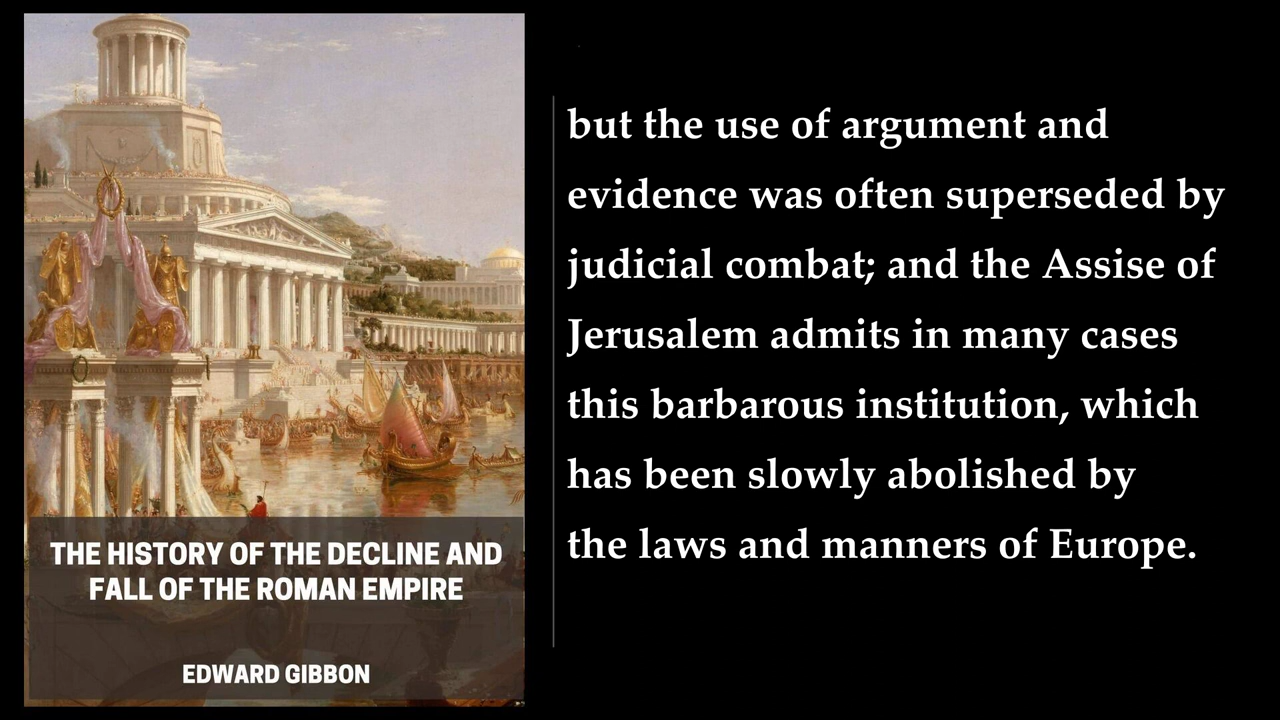 THE HISTORY OF THE DECLINE AND
FALL OF THE ROMAN EMPIRE
EDWARD GIBBON
but the use of argument and
evidence was often superseded by
judicial combat; and the Assise of
Jerusalem admits in many cases
this barbarous institution, which
has been slowly abolished by
the laws and manners of Europe.